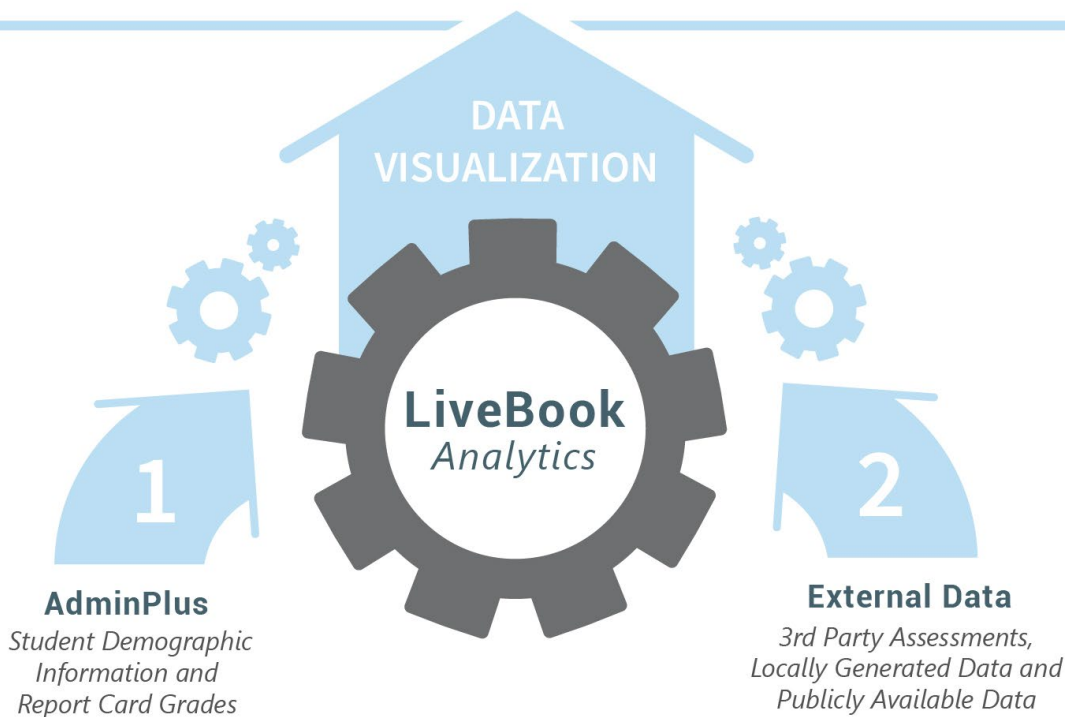 DATA
VISUALIZATION
LiveBook
Analytics
1
AdminPlus
Student Demographic
Information and
Report Card Grades
2
External Data
3rd Party Assessments,
Locally Generated Data and
Publicly Available Data